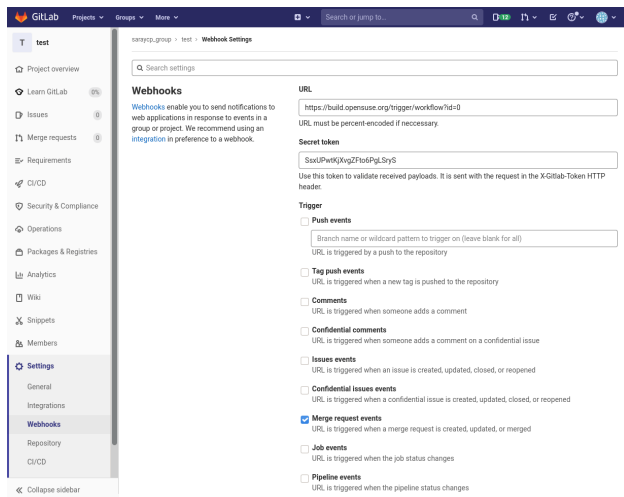 GitLab Projects Groups More Search or jump to... 12
T test
Project overview
Learn GitLab 0%
Issues 0
Merge requests 0
Requirements
CI/CD
Security & Compliance
Operations
Packages & Registries
Analytics
Wiki
Snippets
Members
Settings
General
Integrations
Webhooks
Repository
CI/CD
Collapse sidebar
saraycp_group > test > Webhook Settings
Search settings
Webhooks
Webhooks enable you to send notifications to
web applications in response to events in a
group or project. We recommend using an
integration in preference to a webhook.
URL
https://build.opensuse.org/trigger/workflow?id=0
URL must be percent-encoded if neccessary.
Secret token
SsxUPwtKjXvgZFto6PgLSryS
Use this token to validate received payloads. It is sent with the request in the X-Gitlab-Token HTTP
header.
Trigger
Push events
Branch name or wildcard pattern to trigger on (leave blank for all)
URL is triggered by a push to the repository
Tag push events
URL is triggered when a new tag is pushed to the repository
Comments
URL is triggered when someone adds a comment
Confidential comments
URL is triggered when someone adds a comment on a confidential issue
Issues events
URL is triggered when an issue is created, updated, closed, or reopened
Confidential issues events
URL is triggered when a confidential issue is created, updated, closed, or reopened
Merge request events
URL is triggered when a merge request is created, updated, or merged
Job events
URL is triggered when the job status changes
Pipeline events
URL is triggered when the pipeline status changes